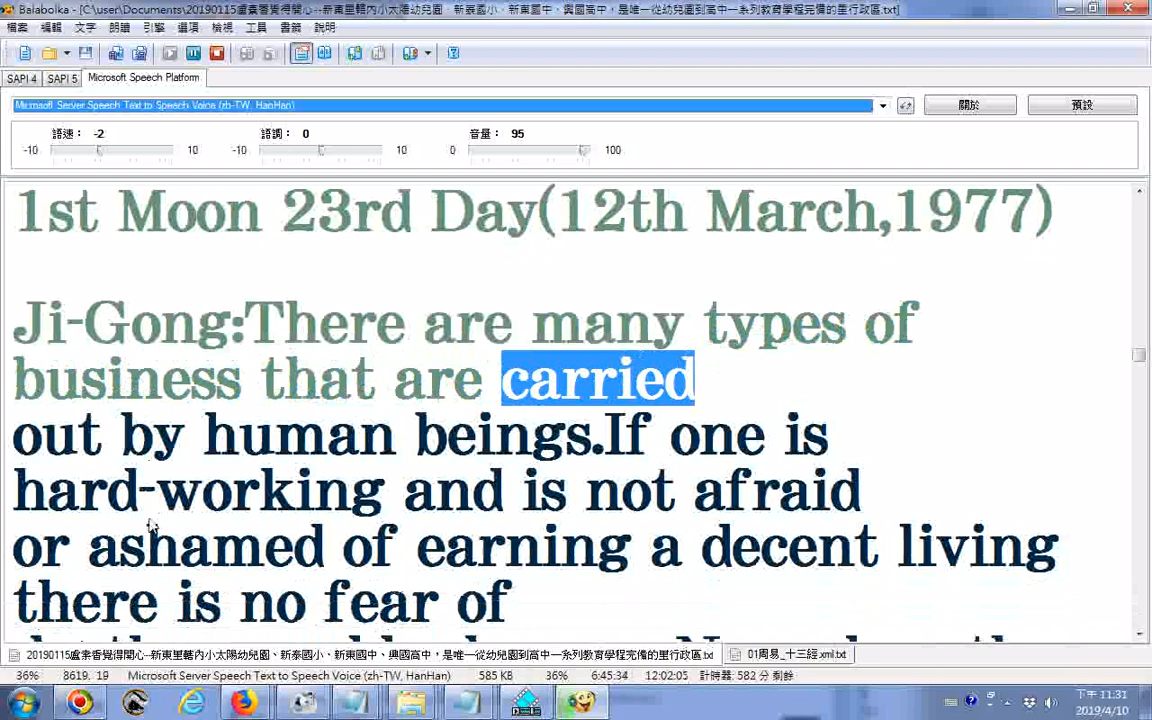 Balabolka - [C:\user\Documents\20190115盧崇香覺得開心--新東里轄內小太陽幼兒園、新泰國小、新東國中、興國高中，是唯一從幼兒園到高中一系列教育學程完備的里行政區.txt]
檔案 編輯 文字 朗讀 引擎 選項 檢視 工具 書籤 說明
SAPI 4 SAPI 5 Microsoft Speech Platform
Microsoft Server Speech Text to Speech Voice (zh-TW, HanHan) 關於 預設
語速： -2 語調： 0 音量： 95
-10 10 -10 10 0 100
1st Moon 23rd Day(12th March,1977)
Ji-Gong:There are many types of
business that are carried
out by human beings.If one is
hard-working and is not afraid
or ashamed of earning a decent living
there is no fear of
20190115盧崇香覺得開心--新東里轄內小太陽幼兒園、新泰國小、新東國中、興國高中，是唯一從幼兒園到高中一系列教育學程完備的里行政區.txt 01周易_十三經.xml.txt
36% 8619, 19 Microsoft Server Speech Text to Speech Voice (zh-TW, HanHan) 585 KB 36% 6:45:34 12:02:05 計時器： 582 分 剩餘
下午 11:31
2019/4/10